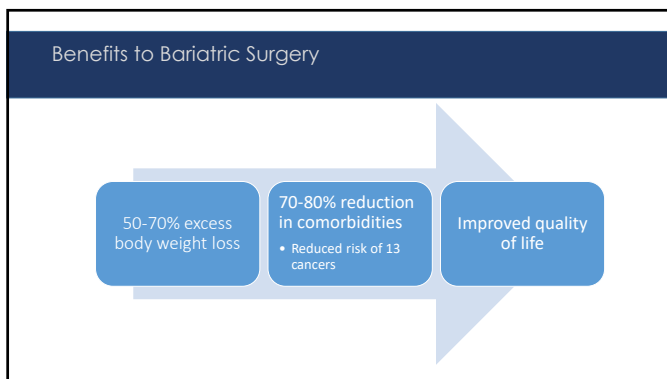 Benefits to Bariatric Surgery
50-70% excess
body weight loss
70-80% reduction
in comorbidities
• Reduced risk of 13
cancers
Improved quality
of life